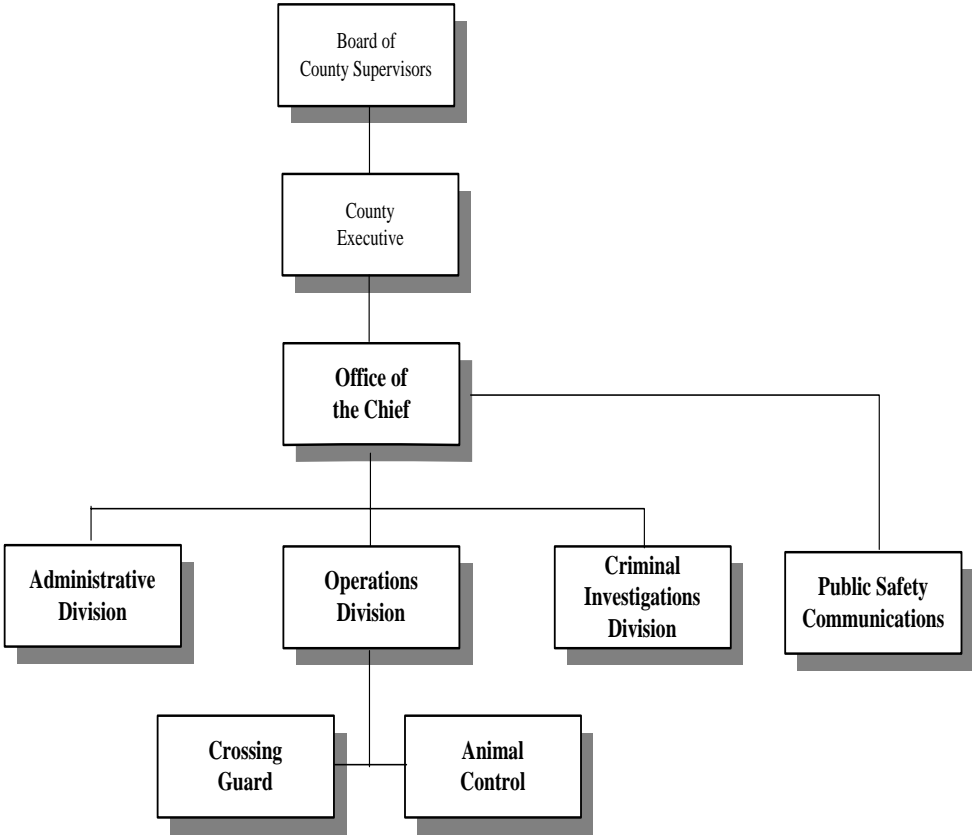 Board of
County Supervisors
County
Executive
Office of
the Chief
Administrative
Division
Operations
Division
Criminal
Investigations
Division
Public Safety
Communications
Crossing
Guard
Animal
Control